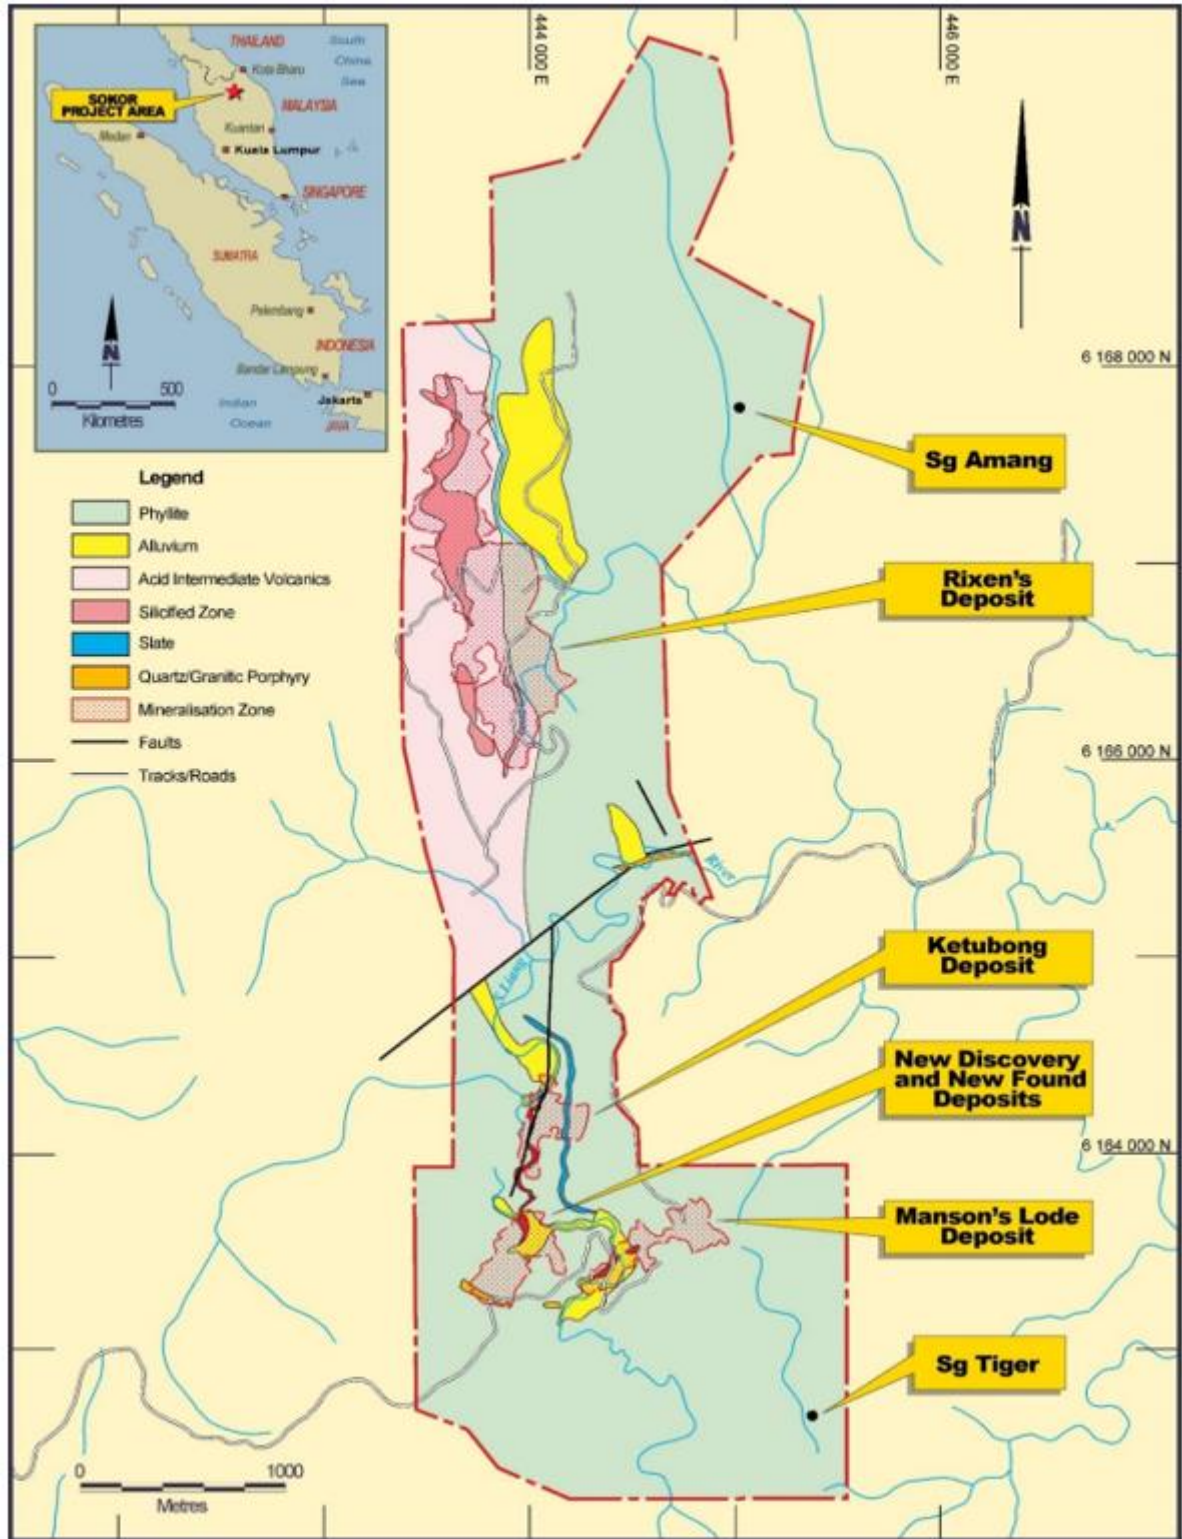 444 000 E
446 000 E
THAILAND
South
China
Sea
Kota Bharu
SOKOR
PROJECT AREA
MALAYSIA
Medan
Kuantan
Kuala Lumpur
SINGAPORE
SUMATRA
Palembang
INDONESIA
N
Bandar Lampung
0
500
Kilometres
Indian
Ocean
Jakarta
JAVA
N
6 168 000 N
Sg Amang
Legend
Phyllite
Alluvium
Acid Intermediate Volcanics
Silicified Zone
Slate
Quartz/Granitic Porphyry
Mineralisation Zone
Faults
Tracks/Roads
Rixen's
Deposit
6 166 000 N
River
Ketubong
Deposit
S.Liang
New Discovery
and New Found
Deposits
6 164 000 N
Manson's Lode
Deposit
Sg Tiger
0
1000
Metres